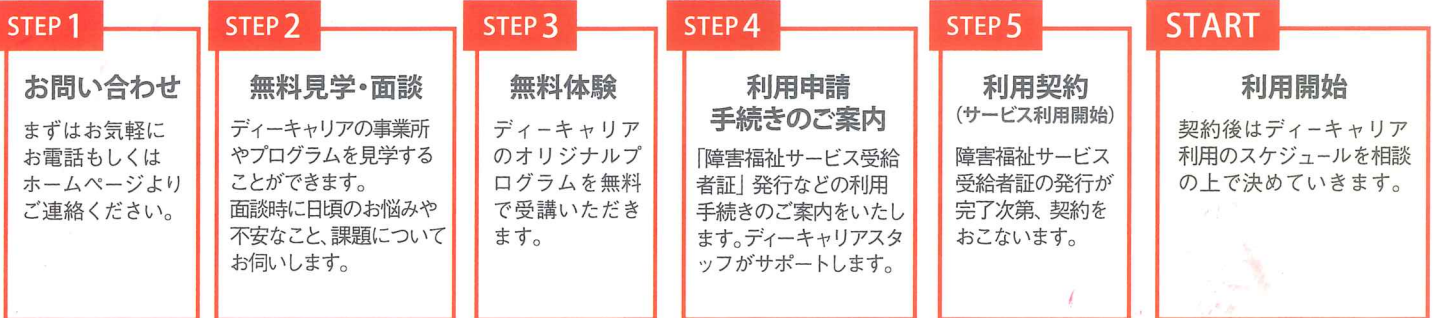 STEP 1
お問い合わせ
まずはお気軽に
お電話もしくは
ホームページより
ご連絡ください。
STEP 2
無料見学・面談
ディーキャリアの事業所
やプログラムを見学する
ことができます。
面談時に日頃のお悩みや
不安なこと、課題について
お伺いします。
STEP 3
無料体験
ディーキャリア
のオリジナルプ
ログラムを無料
で受講いただき
ます。
STEP 4
利用申請
手続きのご案内
「障害福祉サービス受給
者証」発行などの利用
手続きのご案内をいたし
ます。ディーキャリアスタ
ッフがサポートします。
STEP 5
利用契約
(サービス利用開始)
障害福祉サービス
受給者証の発行が
完了次第、契約を
おこないます。
START
利用開始
契約後はディーキャリア
利用のスケジュールを相談
の上で決めていきます。